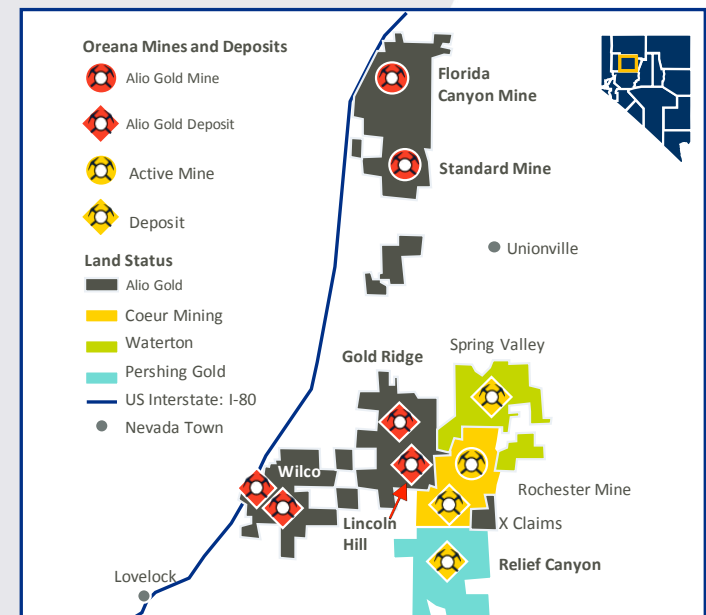 Oreana Mines and Deposits
Alio Gold Mine
Alio Gold Deposit
Active Mine
Deposit
Land Status
Alio Gold
Coeur Mining
Waterton
Pershing Gold
US Interstate: I-80
Nevada Town
Florida
Canyon Mine
Standard Mine
Unionville
Gold Ridge
Spring Valley
Wilco
Rochester Mine
Lincoln
Hill
X Claims
Relief Canyon
Lovelock